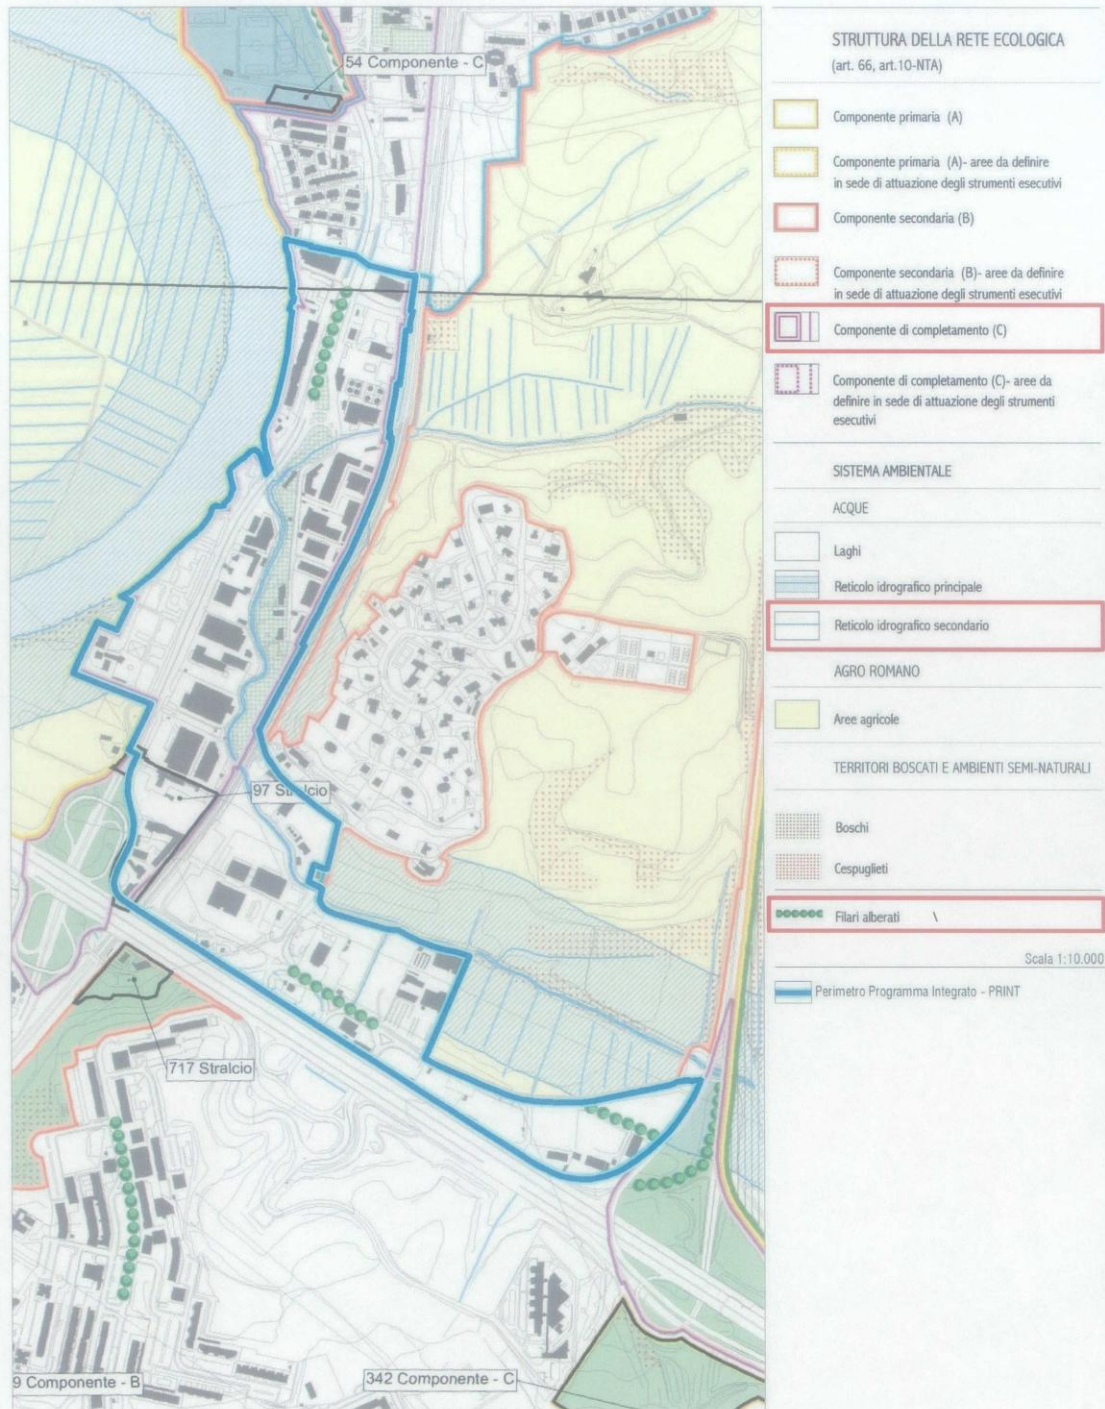 54 Componente - C
97 Stralcio
717 Stralcio
9 Componente - B
342 Componente - C
STRUTTURA DELLA RETE ECOLOGICA
(art. 66, art.10-NTA)
Componente primaria (A)
Componente primaria (A)- aree da definire
in sede di attuazione degli strumenti esecutivi
Componente secondaria (B)
Componente secondaria (B)- aree da definire
in sede di attuazione degli strumenti esecutivi
Componente di completamento (C)
Componente di completamento (C)- aree da
definire in sede di attuazione degli strumenti
esecutivi
SISTEMA AMBIENTALE
ACQUE
Laghi
Reticolo idrografico principale
Reticolo idrografico secondario
AGRO ROMANO
Aree agricole
TERRITORI BOSCATI E AMBIENTI SEMI-NATURALI
Boschi
Cespuglieti
Filari alberati \
Scala 1:10.000
Perimetro Programma Integrato - PRINT